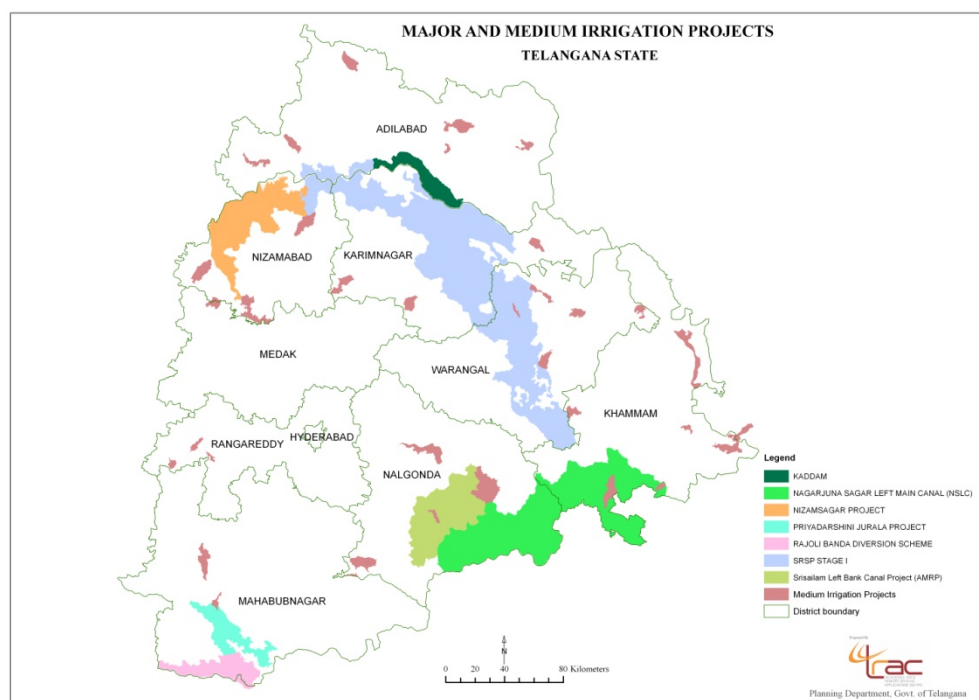 MAJOR AND MEDIUM IRRIGATION PROJECTS
TELANGANA STATE
ADILABAD
NIZAMABAD
KARIMNAGAR
MEDAK
WARANGAL
KHAMMAM
RANGAREDDY
HYDERABAD
NALGONDA
MAHABUBNAGAR
Legend
KADDAM
NAGARJUNA SAGAR LEFT MAIN CANAL (NSLC)
NIZAMSAGAR PROJECT
PRIYADARSHINI JURALA PROJECT
RAJOLI BANDA DIVERSION SCHEME
SRSP STAGE I
Srisailam Left Bank Canal Project (AMRP)
Medium Irrigation Projects
District boundary
N
0 20 40 80 Kilometers
trac
Planning Department, Govt. of Telangana